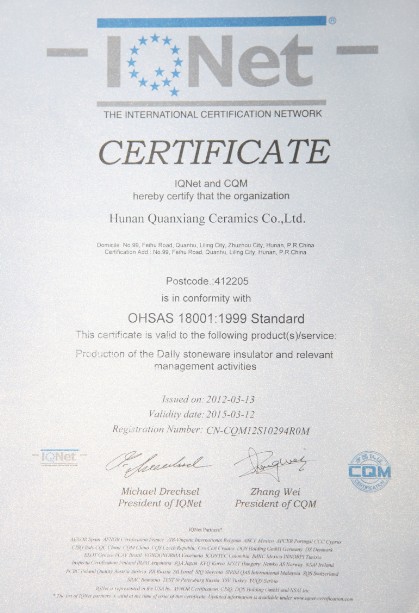 IQNet ®
THE INTERNATIONAL CERTIFICATION NETWORK
CERTIFICATE
IQNet and CQM
hereby certify that the organization
Hunan Quanxiang Ceramics Co.,Ltd.
Domicile: No.99, Feihu Road, Quanhu, Liling City, Zhuzhou City, Hunan, P.R.China
Certification Add.: No.99, Feihu Road, Quanhu, Liling City, Hunan, P.R.China
Postcode.:412205
is in conformity with
OHSAS 18001:1999 Standard
This certificate is valid to the following product(s)/service:
Production of the Daily stoneware insulator and relevant
management activities
Issued on: 2012-03-13
Validity date: 2015-03-12
Registration Number: CN-CQM12S10294R0M
IQNet
CQM
Michael Drechsel
President of IQNet
Zhang Wei
President of CQM
IQNet Partners*: